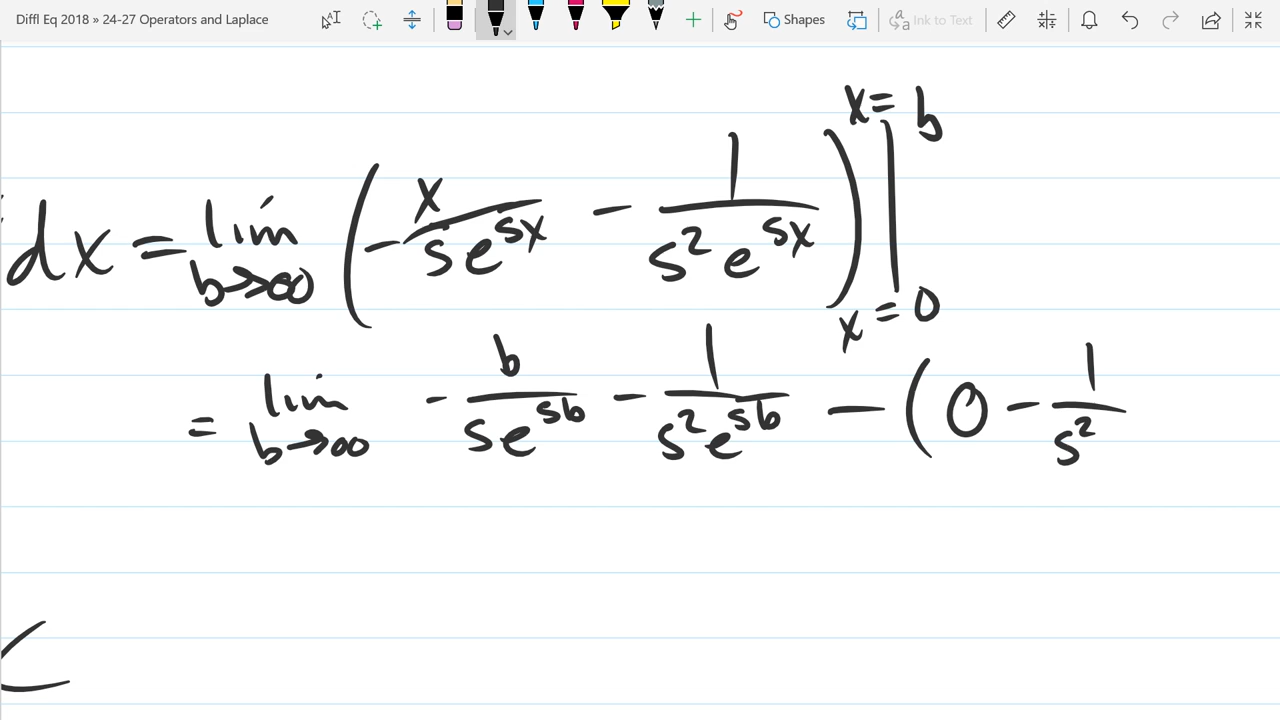 Diffl Eq 2018 » 24-27 Operators and Laplace
Shapes
Ink to Text
x = b
dx = lim b→∞ ( - x/(se^{sx}) - 1/(s^2 e^{sx}) ) |
x = 0
= lim b→∞ - b/(se^{sb}) - 1/(s^2 e^{sb}) - ( 0 - 1/s^2